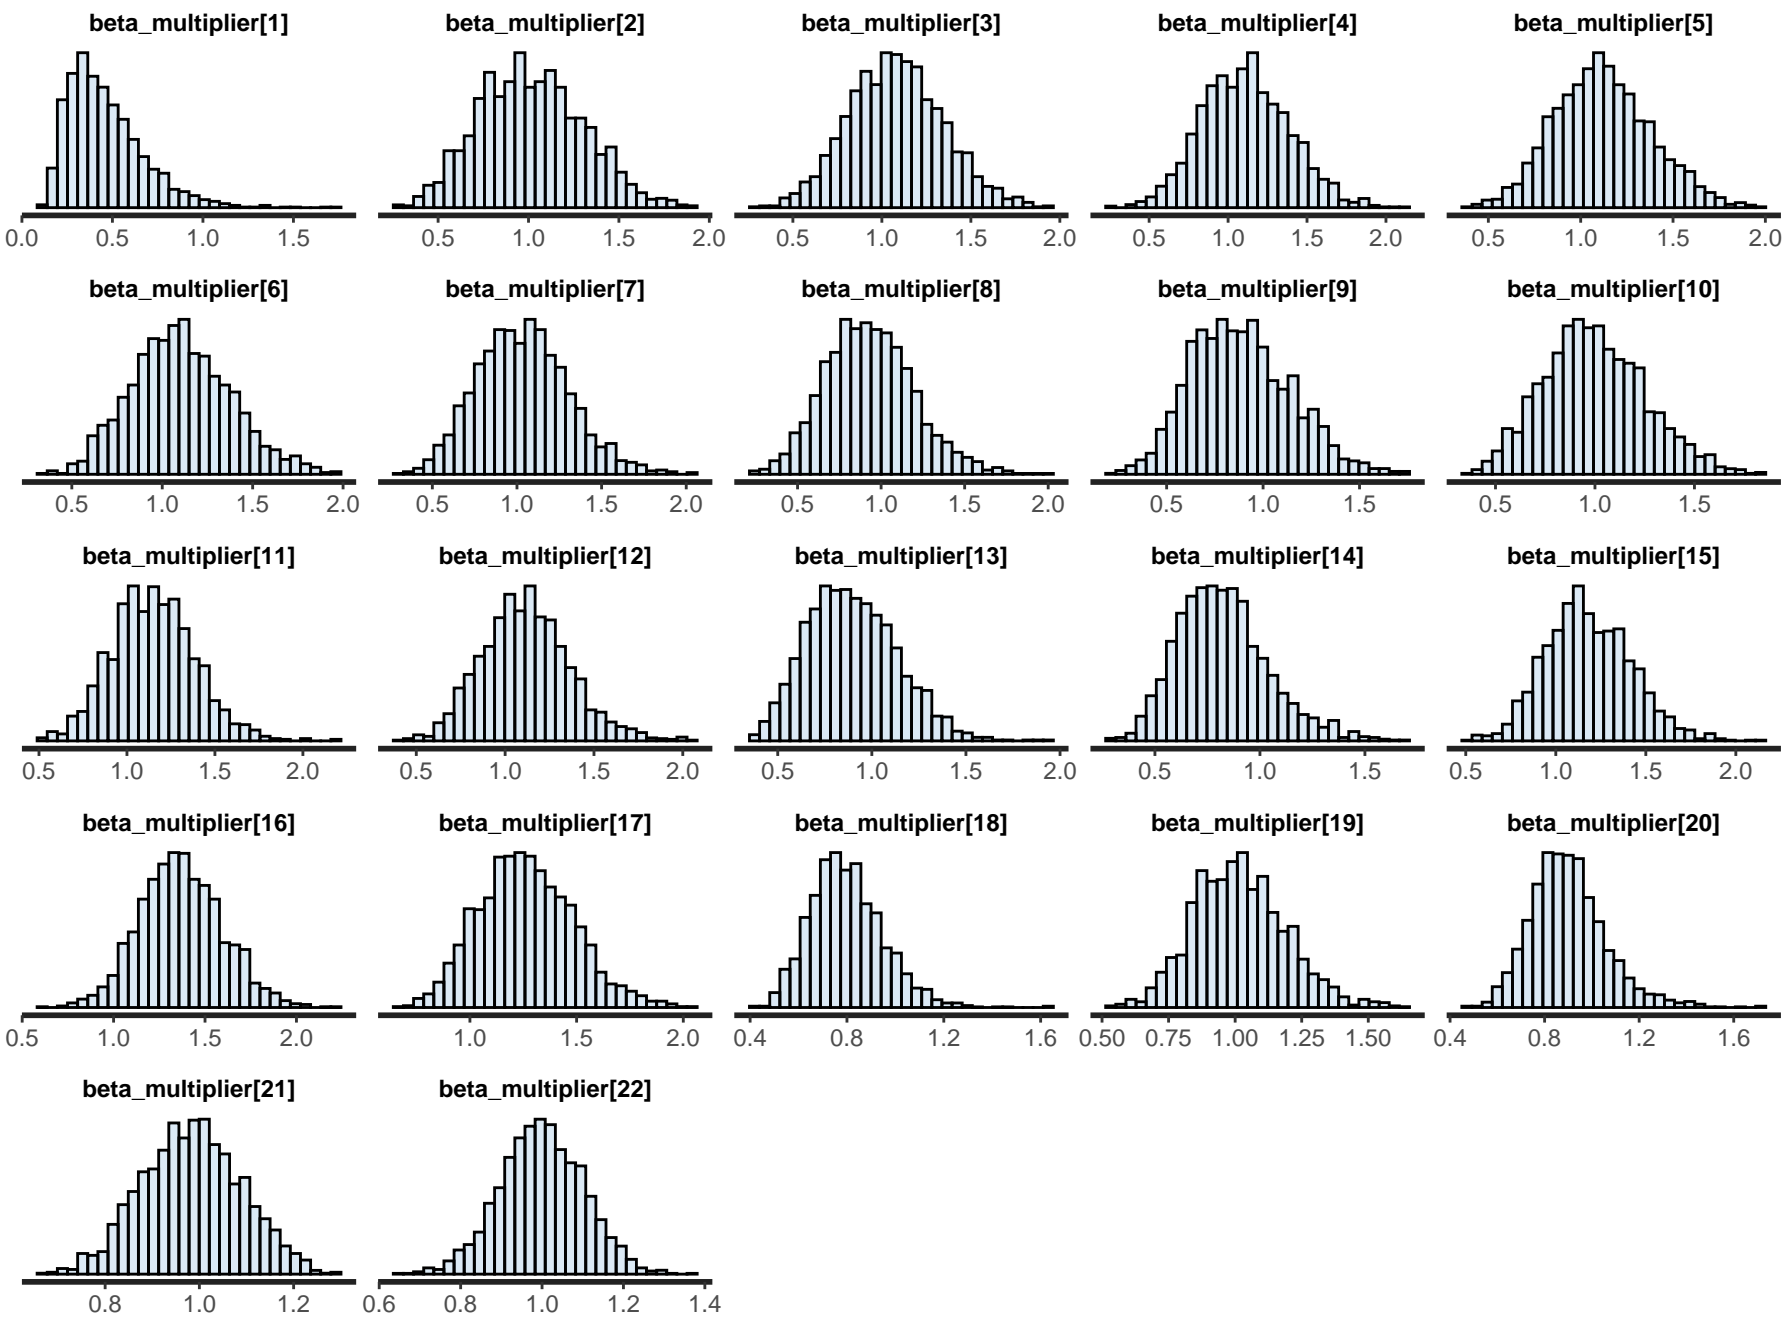 beta_multiplier[1] beta_multiplier[2] beta_multiplier[3] beta_multiplier[4] beta_multiplier[5]
0.0 0.5 1.0 1.5 0.5 1.0 1.5 2.0 0.5 1.0 1.5 2.0 0.5 1.0 1.5 2.0 0.5 1.0 1.5 2.0
beta_multiplier[6] beta_multiplier[7] beta_multiplier[8] beta_multiplier[9] beta_multiplier[10]
0.5 1.0 1.5 2.0 0.5 1.0 1.5 2.0 0.5 1.0 1.5 2.0 0.5 1.0 1.5 0.5 1.0 1.5
beta_multiplier[11] beta_multiplier[12] beta_multiplier[13] beta_multiplier[14] beta_multiplier[15]
0.5 1.0 1.5 2.0 0.5 1.0 1.5 2.0 0.5 1.0 1.5 2.0 0.5 1.0 1.5 0.5 1.0 1.5 2.0
beta_multiplier[16] beta_multiplier[17] beta_multiplier[18] beta_multiplier[19] beta_multiplier[20]
0.5 1.0 1.5 2.0 1.0 1.5 2.0 0.4 0.8 1.2 1.6 0.50 0.75 1.00 1.25 1.50 0.4 0.8 1.2 1.6
beta_multiplier[21] beta_multiplier[22]
0.8 1.0 1.2 0.6 0.8 1.0 1.2 1.4